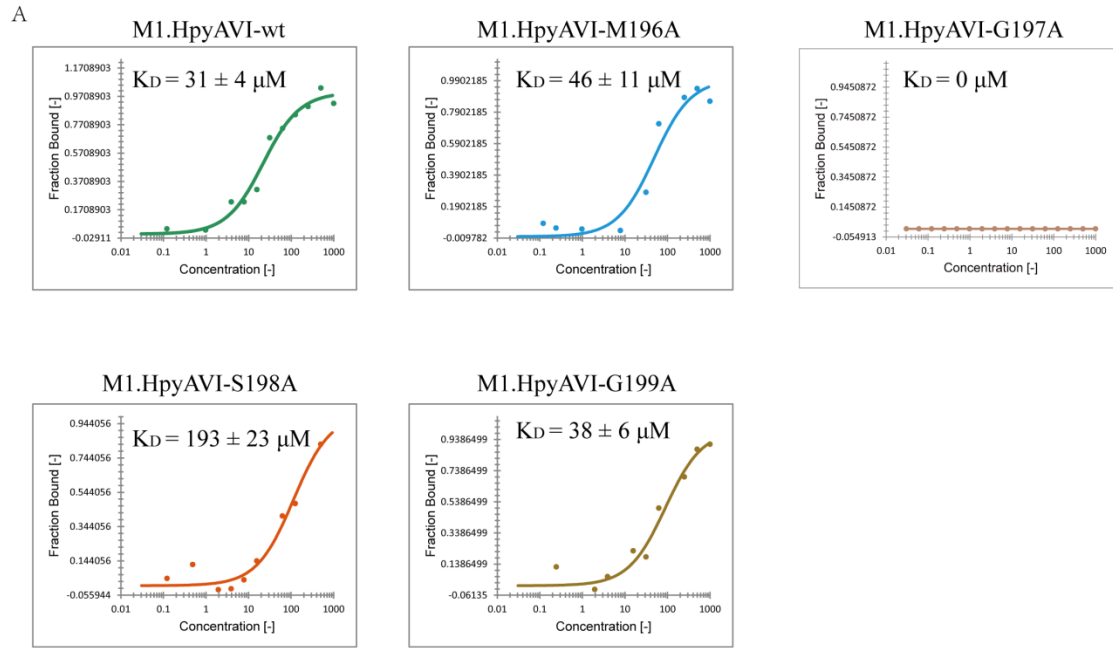 A
M1.HpyAVI-wt
KD = 31 ± 4 μM
Fraction Bound [-]
1.1708903
0.9708903
0.7708903
0.5708903
0.3708903
0.1708903
-0.02911
0.01 0.1 1 10 100 1000
Concentration [-]
M1.HpyAVI-M196A
KD = 46 ± 11 μM
Fraction Bound [-]
0.9902185
0.7902185
0.5902185
0.3902185
0.1902185
-0.009782
0.01 0.1 1 10 100 1000
Concentration [-]
M1.HpyAVI-G197A
KD = 0 μM
Fraction Bound [-]
0.9450872
0.7450872
0.5450872
0.3450872
0.1450872
-0.054913
0.01 0.1 1 10 100 1000
Concentration [-]
M1.HpyAVI-S198A
KD = 193 ± 23 μM
Fraction Bound [-]
0.944056
0.744056
0.544056
0.344056
0.144056
-0.055944
0.01 0.1 1 10 100 1000
Concentration [-]
M1.HpyAVI-G199A
KD = 38 ± 6 μM
Fraction Bound [-]
0.9386499
0.7386499
0.5386499
0.3386499
0.1386499
-0.06135
0.01 0.1 1 10 100 1000
Concentration [-]